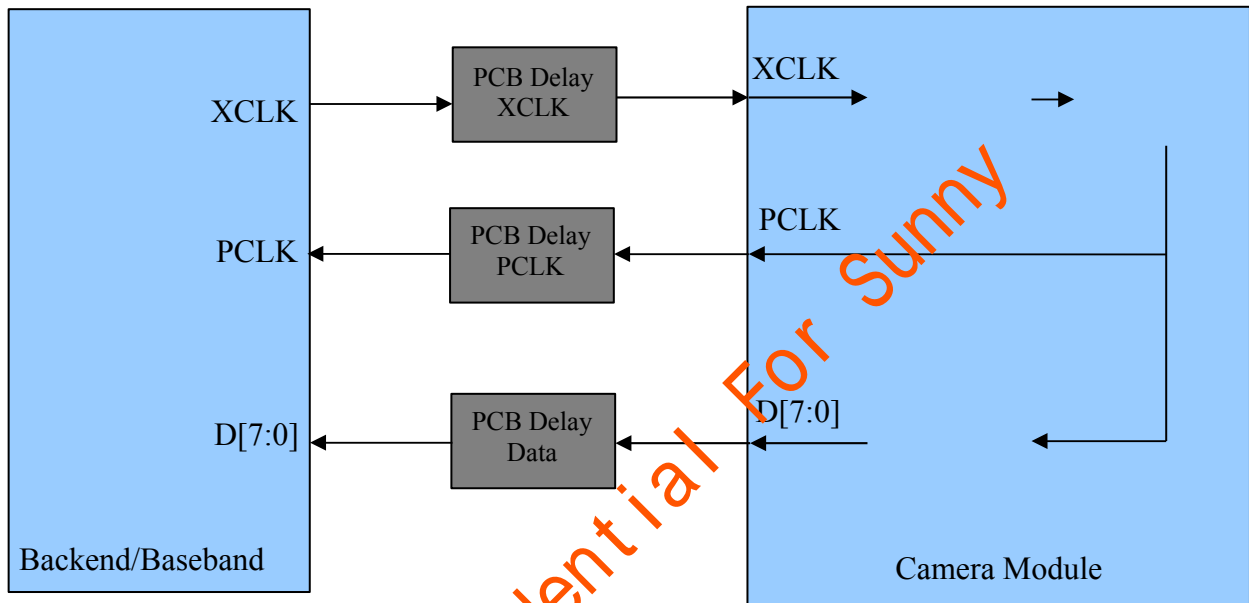 XCLK
PCB Delay
XCLK
XCLK
PCLK
PCB Delay
PCLK
PCLK
D[7:0]
PCB Delay
Data
D[7:0]
Backend/Baseband
Camera Module
For Sunny